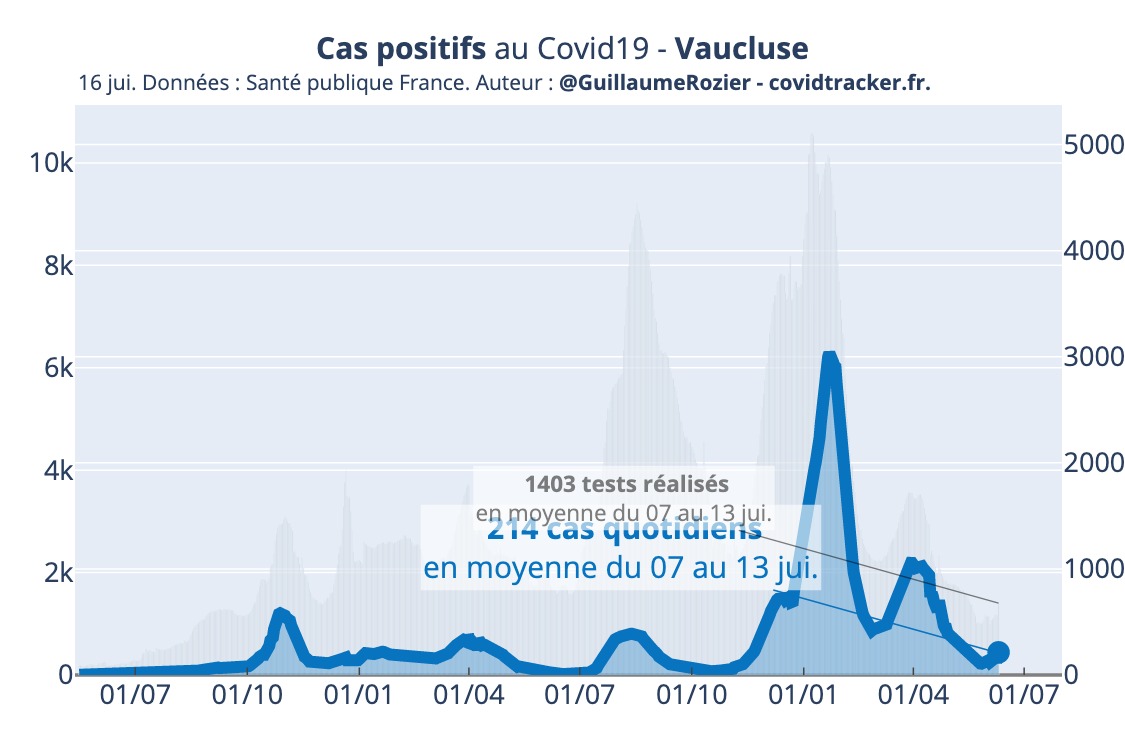 Cas positifs au Covid19 - Vaucluse
16 jui. Données : Santé publique France. Auteur : @GuillaumeRozier - covidtracker.fr.
10k
8k
6k
4k
2k
0
5000
4000
3000
2000
1000
0
1403 tests réalisés
en moyenne du 07 au 13 jui.
214 cas quotidiens
en moyenne du 07 au 13 jui.
01/07 01/10 01/01 01/04 01/07 01/10 01/01 01/04 01/07